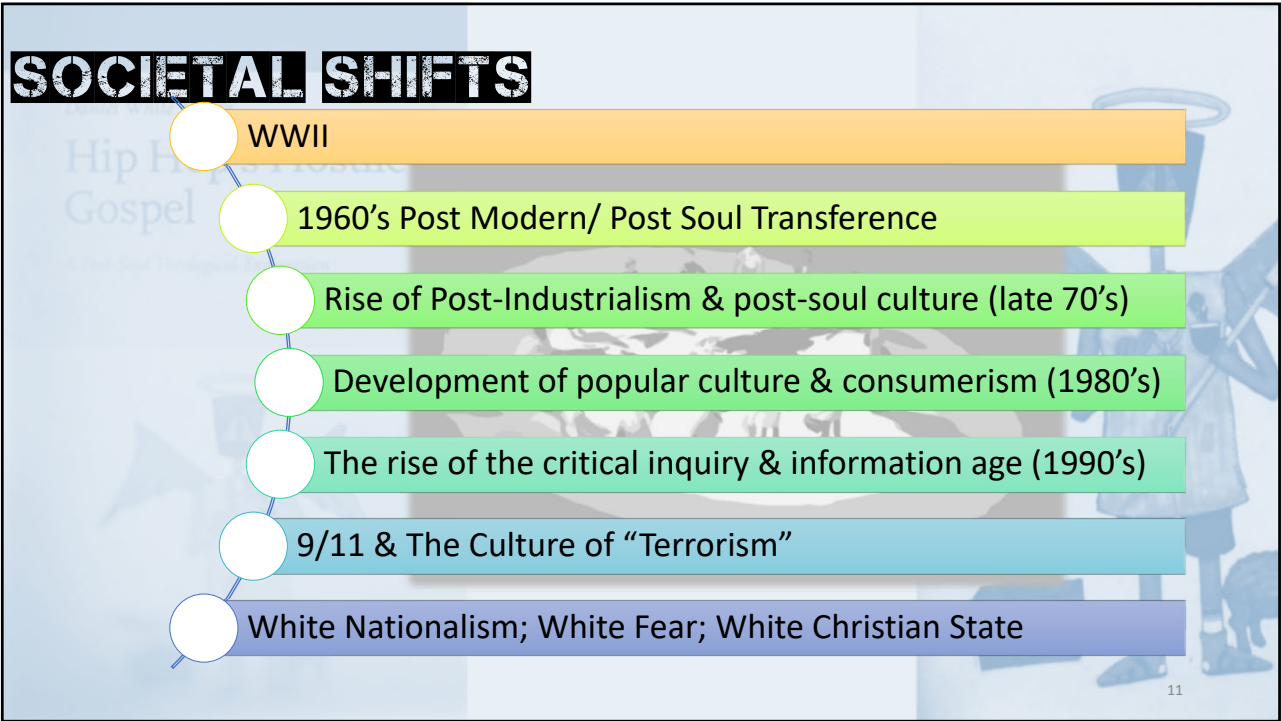 SOCIETAL SHIFTS
WWII
Hip Hop's Hostile
Gospel
1960's Post Modern/ Post Soul Transference
Rise of Post-Industrialism & post-soul culture (late 70's)
Development of popular culture & consumerism (1980's)
The rise of the critical inquiry & information age (1990's)
9/11 & The Culture of “Terrorism”
White Nationalism; White Fear; White Christian State
11